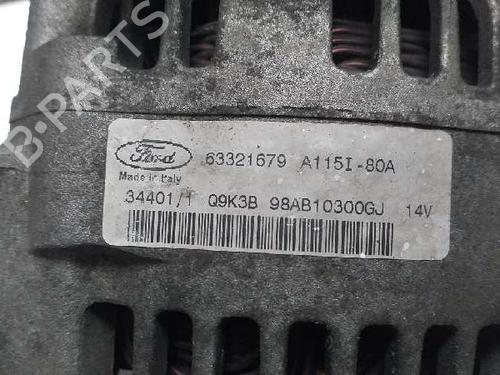 B-PARTS
Ford 63321679 A115I-80A
Made in Italy
34401/1 Q9K3B 98AB10300GJ 14V